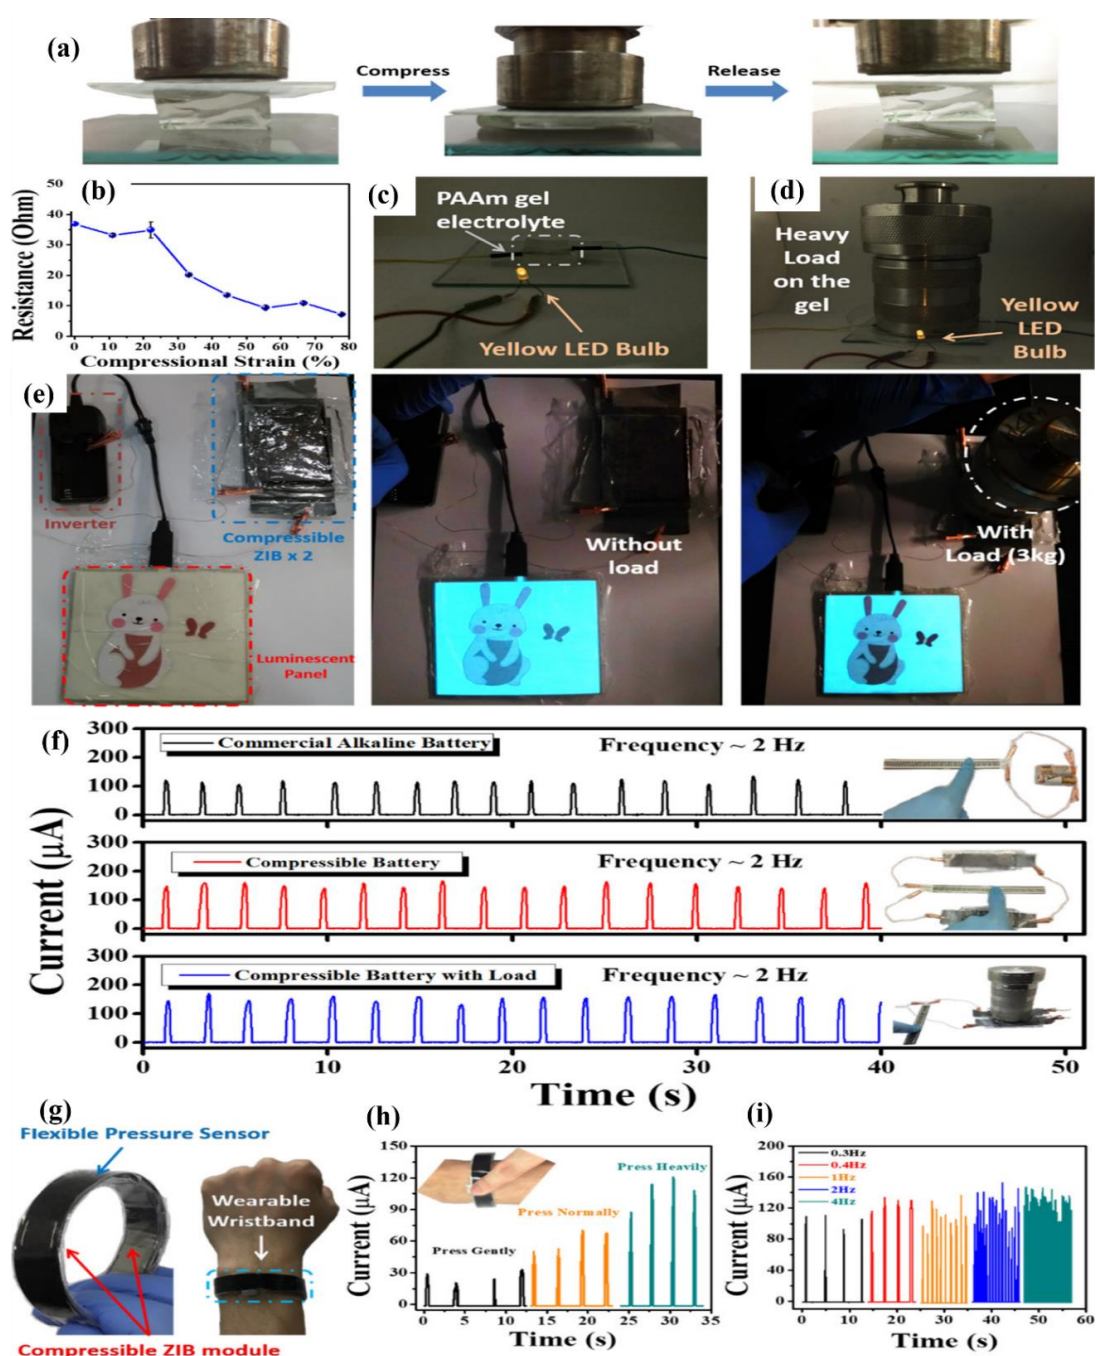 (a)
Compress
Release
(b)
50
40
30
20
10
0
Resistance (Ohm)
0 10 20 30 40 50 60 70 80
Compressional Strain (%)
(c)
PAAm gel
electrolyte
Yellow LED Bulb
(d)
Heavy
Load
on the
gel
Yellow
LED
Bulb
(e)
Inverter
Compressible
ZIB x 2
Luminescent
Panel
Without
load
With
Load (3kg)
(f)
Current (μA)
300
200
100
0
Commercial Alkaline Battery
Frequency ~ 2 Hz
300
200
100
0
Compressible Battery
Frequency ~ 2 Hz
300
200
100
0
Compressible Battery with Load
Frequency ~ 2 Hz
0 10 20 30 40 50
Time (s)
(g)
Flexible Pressure Sensor
Wearable
Wristband
Compressible ZIB module
(h)
150
120
90
60
30
0
Current (μA)
Press Gently
Press Normally
Press Heavily
0 5 10 15 20 25 30 35
Time (s)
(i)
200
160
120
80
40
0
Current (μA)
0.3Hz
0.4Hz
1Hz
2Hz
4Hz
0 10 20 30 40 50 60
Time (s)